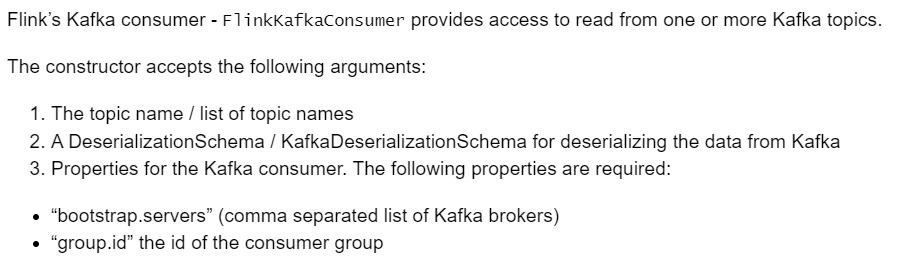 Flink’s Kafka consumer - FlinkKafkaConsumer provides access to read from one or more Kafka topics.
The constructor accepts the following arguments:
1. The topic name / list of topic names
2. A DeserializationSchema / KafkaDeserializationSchema for deserializing the data from Kafka
3. Properties for the Kafka consumer. The following properties are required:
• “bootstrap.servers” (comma separated list of Kafka brokers)
• “group.id” the id of the consumer group